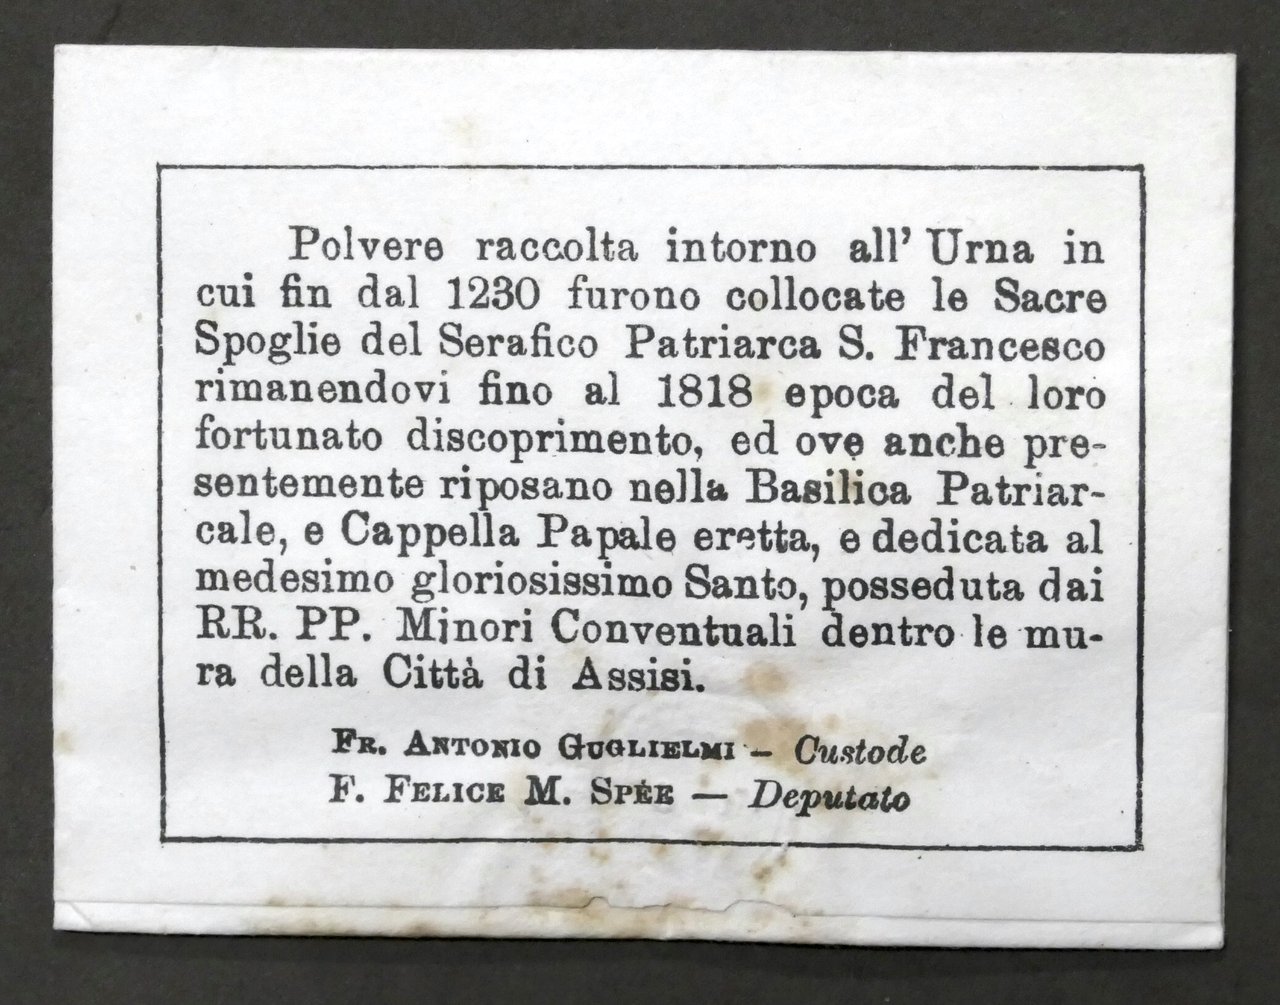 Polvere raccolta intorno all' Urna in
cui fin dal 1230 furono collocate le Sacre
Spoglie del Serafico Patriarca S. Francesco
rimanendovi fino al 1818 epoca del loro
fortunato discoprimento, ed ove anche pre-
sentemente riposano nella Basilica Patriar-
cale, e Cappella Papale eretta, e dedicata al
medesimo gloriosissimo Santo, posseduta dai
RR. PP. Minori Conventuali dentro le mu-
ra della Città di Assisi.
FR. ANTONIO GUGLIELMI – Custode
F. FELICE M. SPÉE — Deputato